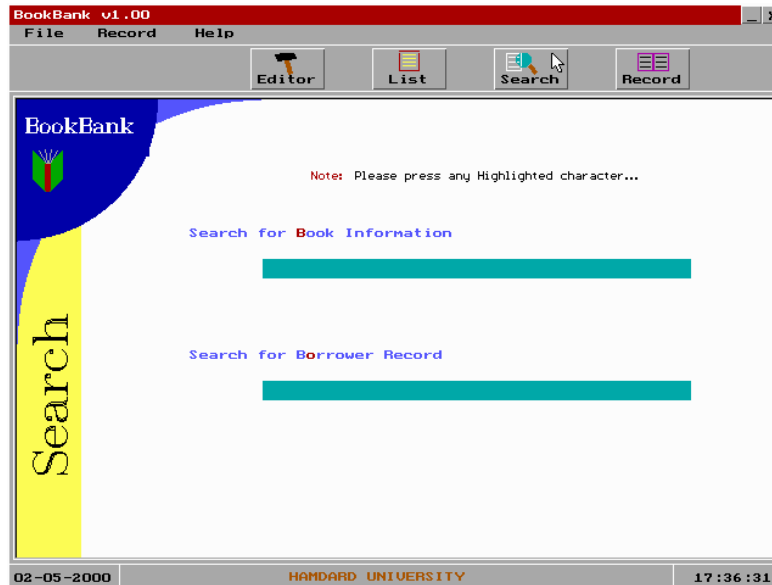 BookBank v1.00
File Record Help
Editor List Search Record
BookBank
Note: Please press any Highlighted character...
Search for Book Information
Search for Borrower Record
Search
02-05-2000 HAMDARD UNIVERSITY 17:36:31